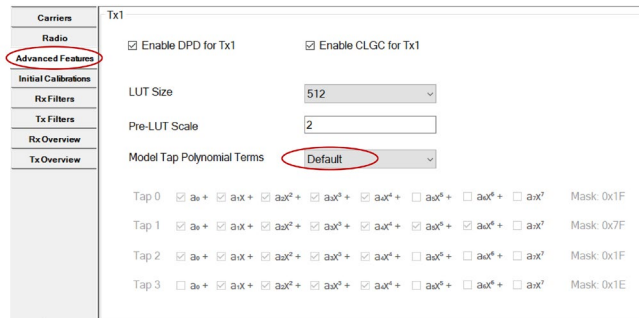 Carriers
Radio
Advanced Features
Initial Calibrations
Rx Filters
Tx Filters
Rx Overview
Tx Overview
Tx1
Enable DPD for Tx1 Enable CLGC for Tx1
LUT Size 512
Pre-LUT Scale 2
Model Tap Polynomial Terms Default
Tap 0 a₀ + a₁x + a₂x² + a₃x³ + a₄x⁴ + a₅x⁵ + a₆x⁶ + a₇x⁷ Mask: 0x1F
Tap 1 a₀ + a₁x + a₂x² + a₃x³ + a₄x⁴ + a₅x⁵ + a₆x⁶ + a₇x⁷ Mask: 0x7F
Tap 2 a₀ + a₁x + a₂x² + a₃x³ + a₄x⁴ + a₅x⁵ + a₆x⁶ + a₇x⁷ Mask: 0x1F
Tap 3 a₀ + a₁x + a₂x² + a₃x³ + a₄x⁴ + a₅x⁵ + a₆x⁶ + a₇x⁷ Mask: 0x1E